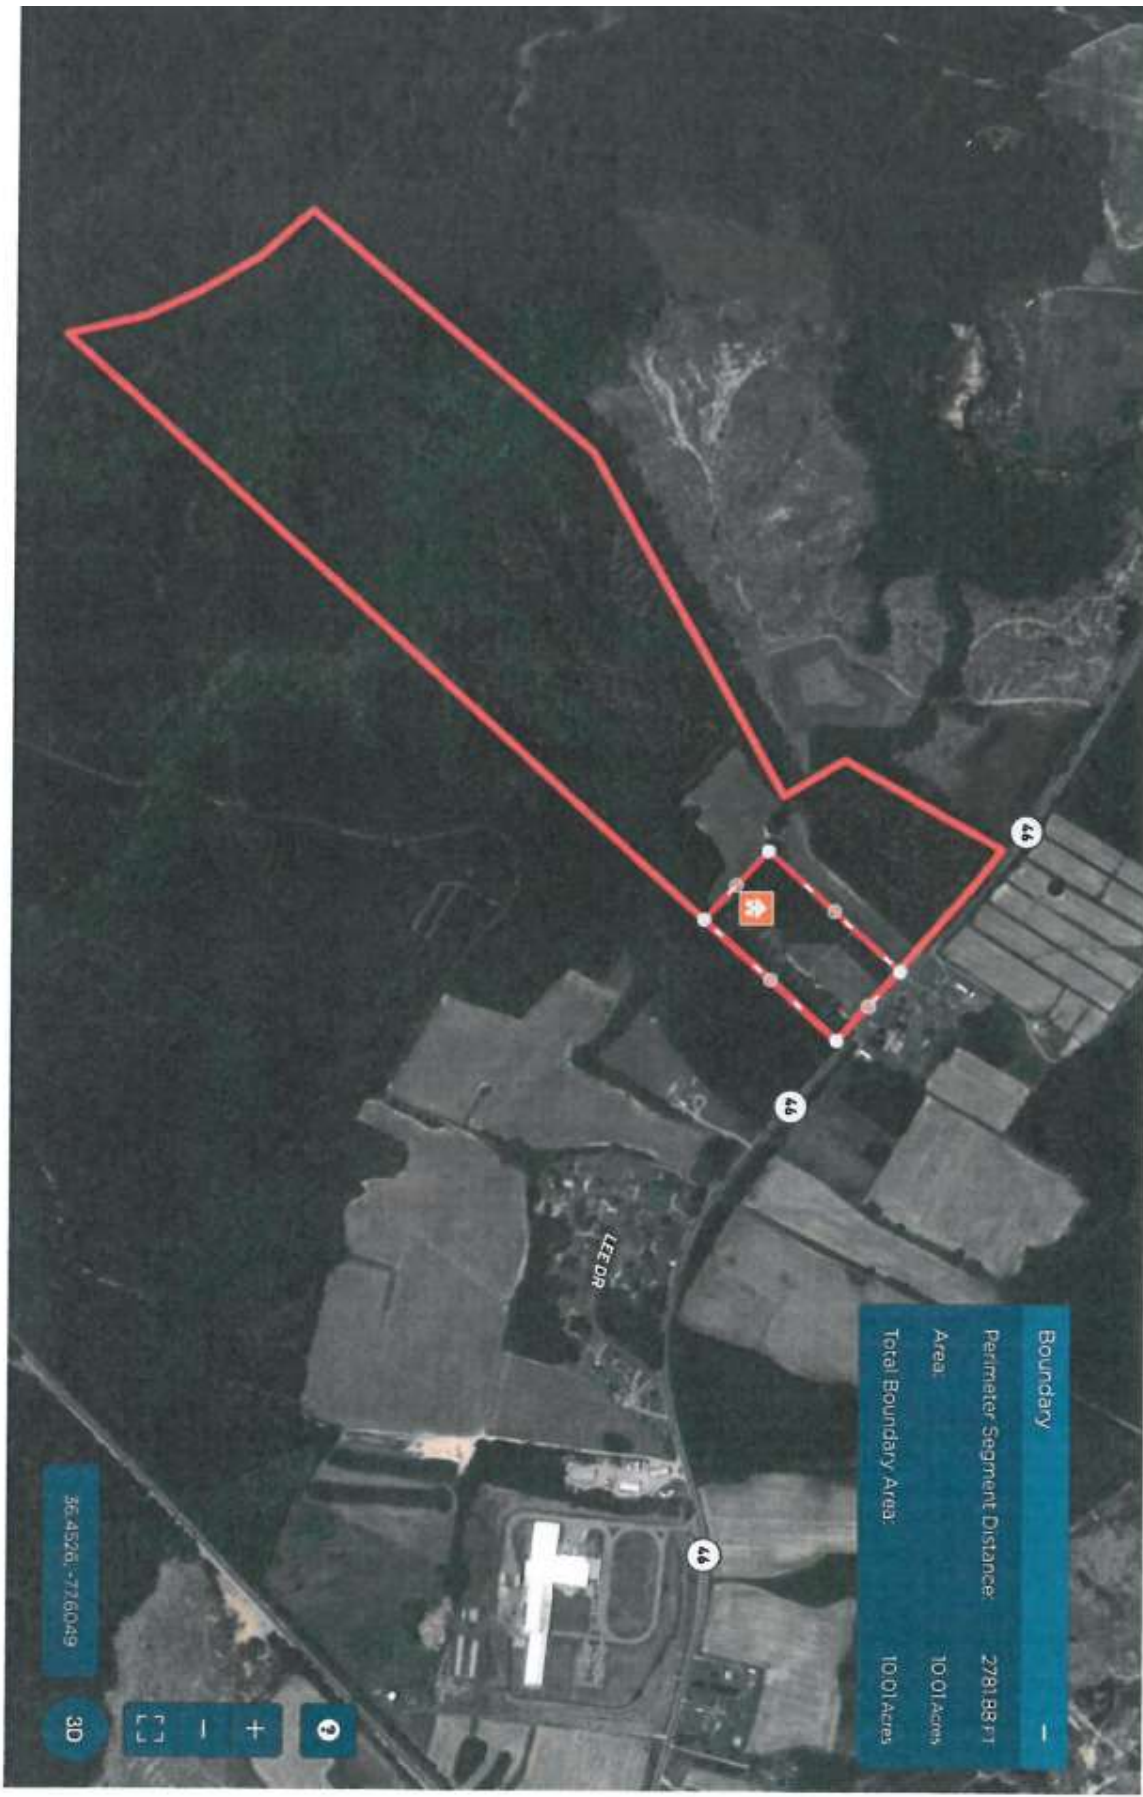 Boundary
Perimeter Segment Distance: 2781.88 FT
Area: 10.01 Acres
Total Boundary Area: 10.01 Acres
46
46
LEE DR
46
?
+
−
36.4526, -77.6049
3D